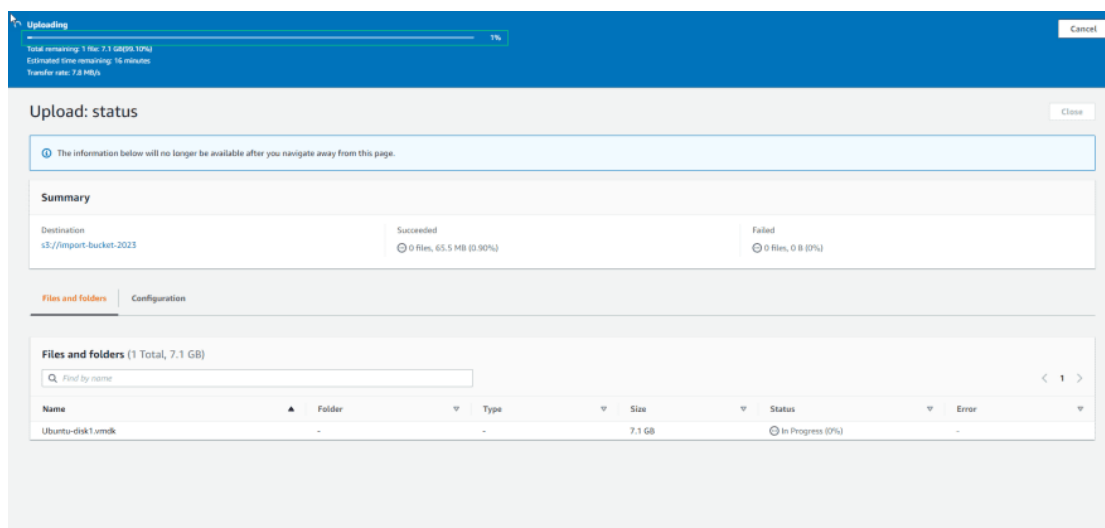 Uploading
1%
Cancel
Total remaining: 1 file: 7.1 GB(99.10%)
Estimated time remaining: 16 minutes
Transfer rate: 7.8 MB/s
Upload: status
Close
The information below will no longer be available after you navigate away from this page.
Summary
Destination
s3://import-bucket-2023
Succeeded
0 files, 65.5 MB (0.90%)
Failed
0 files, 0 B (0%)
Files and folders
Configuration
Files and folders (1 Total, 7.1 GB)
Find by name
1
Name Folder Type Size Status Error
Ubuntu-disk1.vmdk - - 7.1 GB In Progress (0%) -